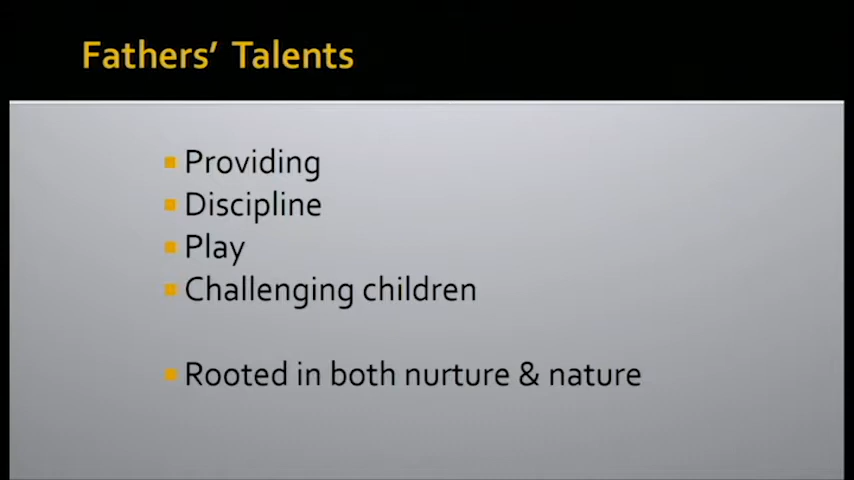 Fathers’ Talents
Providing
Discipline
Play
Challenging children
Rooted in both nurture & nature